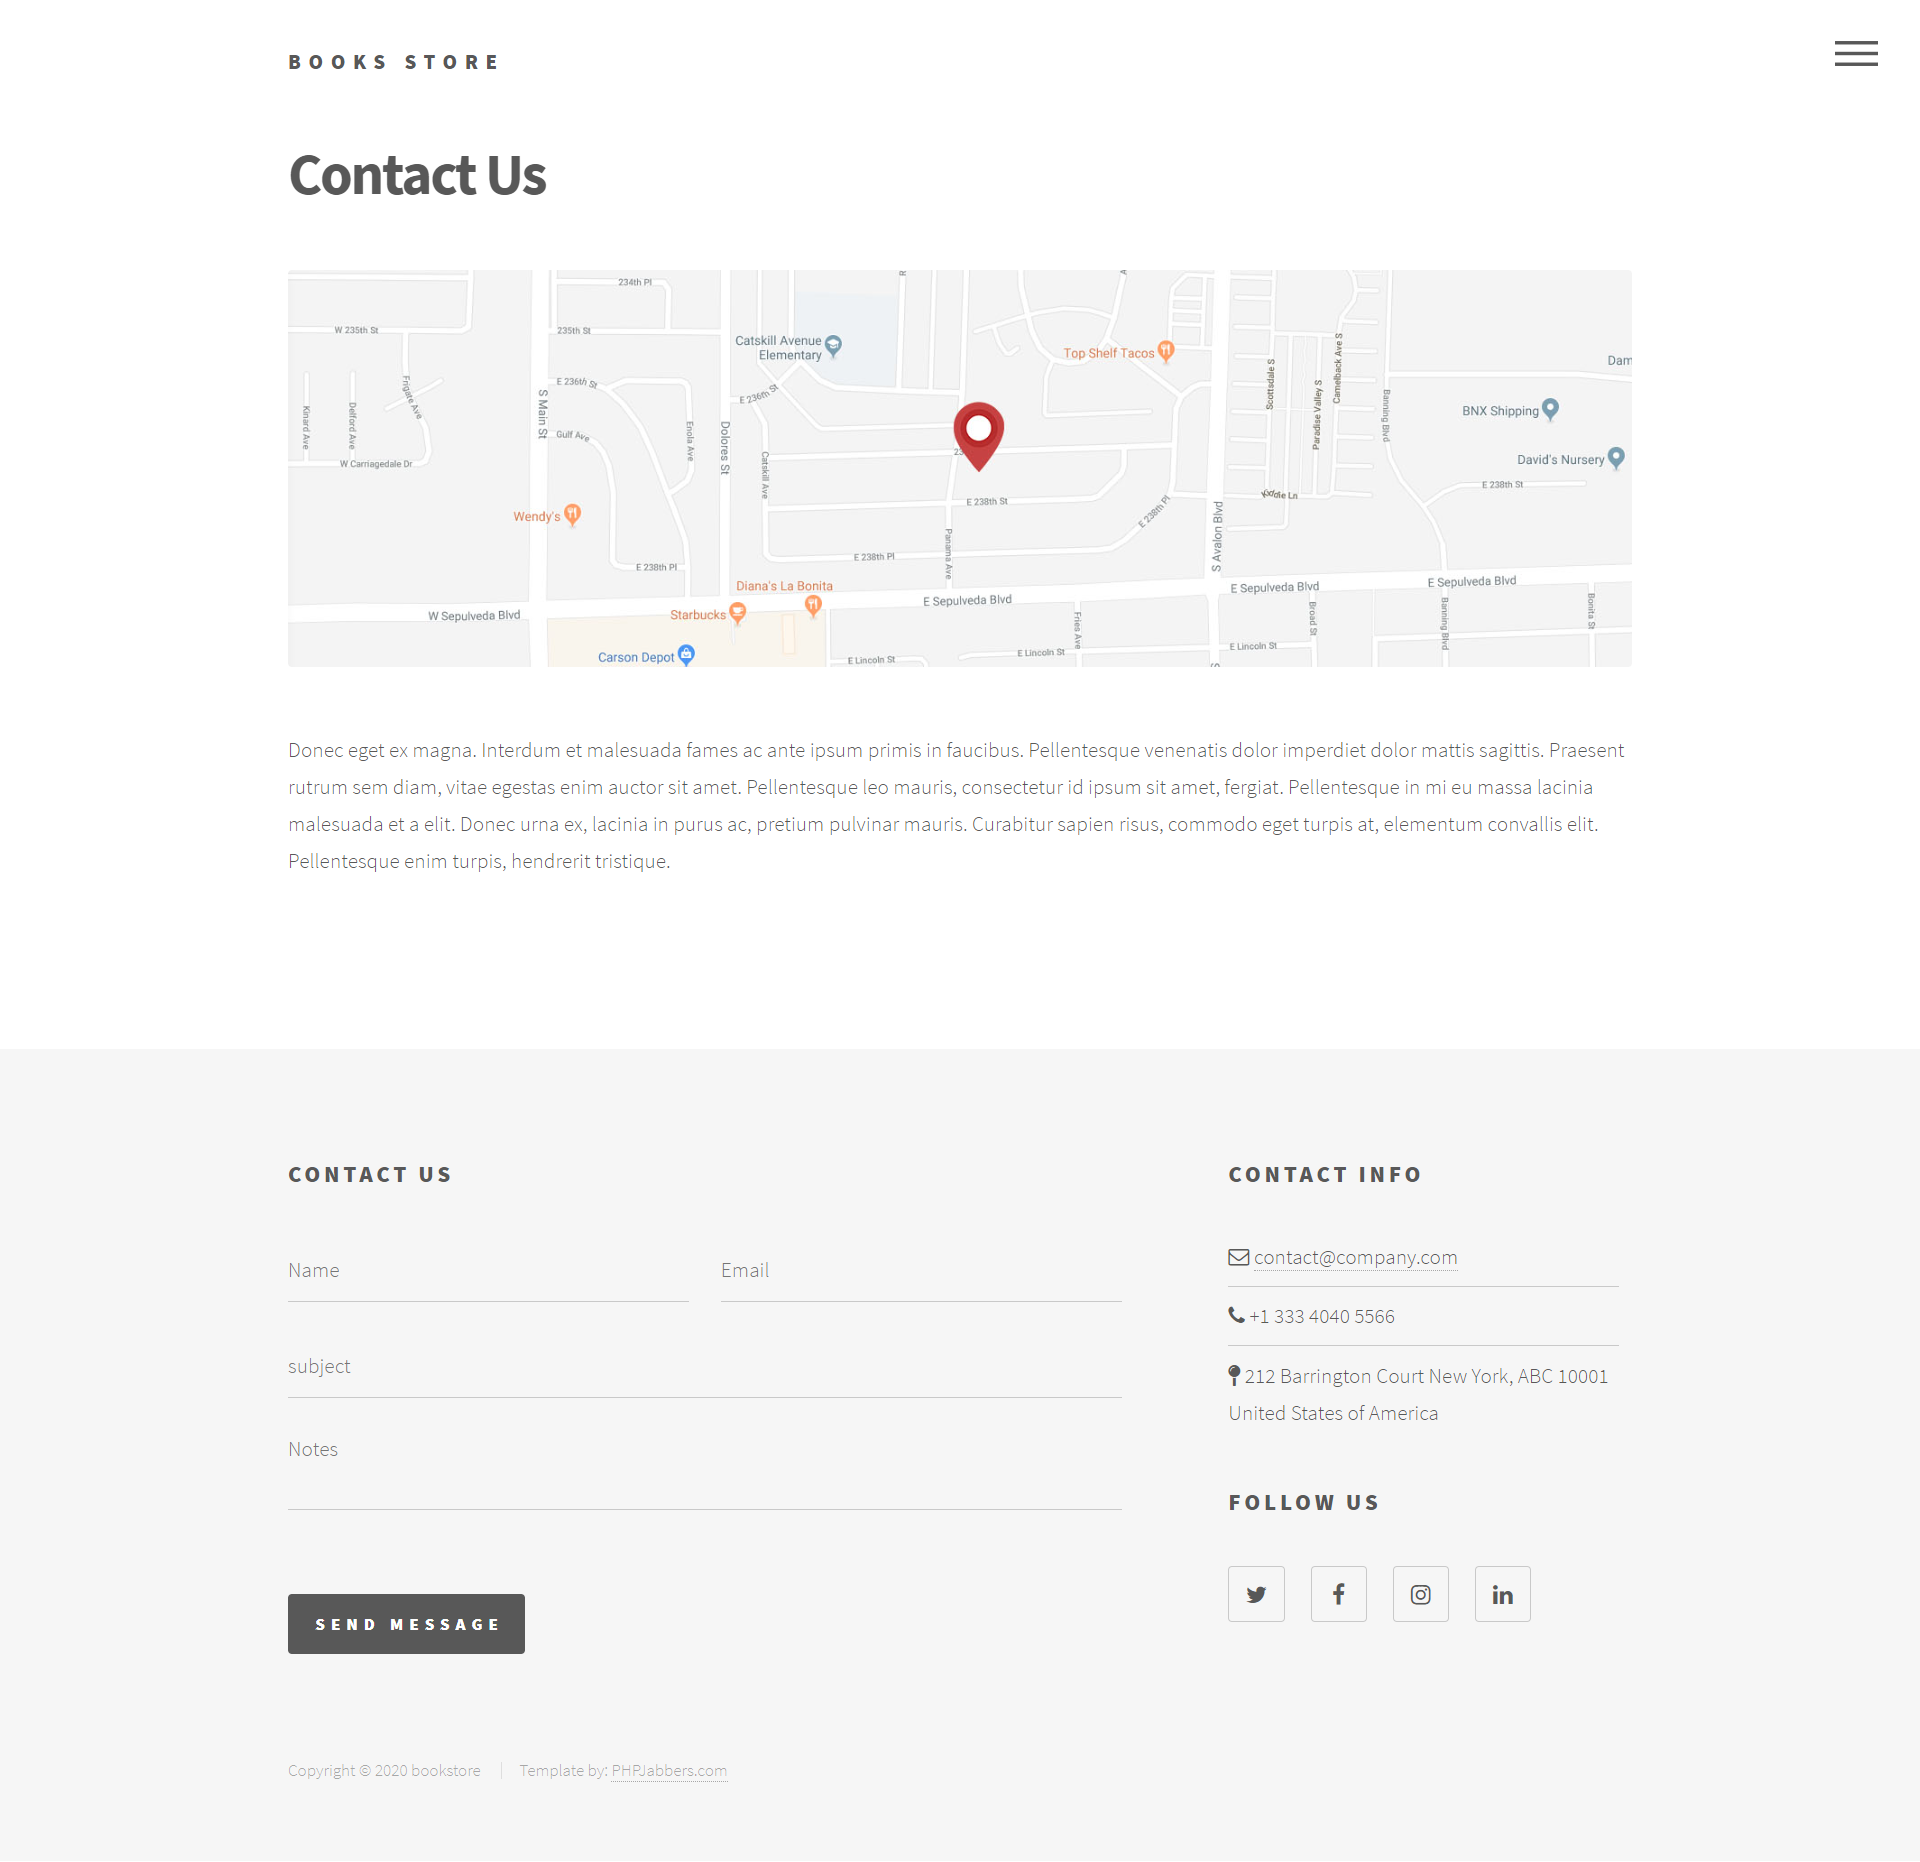 BOOKS STORE
Contact Us
234th Pl
W 235th St
235th St
Catskill Avenue
Elementary
Top Shelf Tacos
Dam
E 236th St
E 236th St
Kinard Ave
Delford Ave
Frigate Ave
S Main St
Gulf Ave
Enola Ave
Dolores St
Catskill Ave
Scottsdale S
Paradise Valley S
Camelback Ave S
Banning Blvd
BNX Shipping
David's Nursery
W Carriagedale Dr
23
E 238th St
E 238th St
E 238th Pl
Kiddie Ln
Wendy's
S Avalon Blvd
Panama Ave
E 238th Pl
E 238th Pl
Diana's La Bonita
E Sepulveda Blvd
E Sepulveda Blvd
E Sepulveda Blvd
W Sepulveda Blvd
Starbucks
Fries Ave
Broad St
Banning Blvd
Bonita St
Carson Depot
E Lincoln St
E Lincoln St
E Lincoln St
Donec eget ex magna. Interdum et malesuada fames ac ante ipsum primis in faucibus. Pellentesque venenatis dolor imperdiet dolor mattis sagittis. Praesent
rutrum sem diam, vitae egestas enim auctor sit amet. Pellentesque leo mauris, consectetur id ipsum sit amet, fergiat. Pellentesque in mi eu massa lacinia
malesuada et a elit. Donec urna ex, lacinia in purus ac, pretium pulvinar mauris. Curabitur sapien risus, commodo eget turpis at, elementum convallis elit.
Pellentesque enim turpis, hendrerit tristique.
CONTACT US
Name
Email
subject
Notes
SEND MESSAGE
CONTACT INFO
contact@company.com
+1 333 4040 5566
212 Barrington Court New York, ABC 10001
United States of America
FOLLOW US
Copyright © 2020 bookstore
Template by: PHPJabbers.com